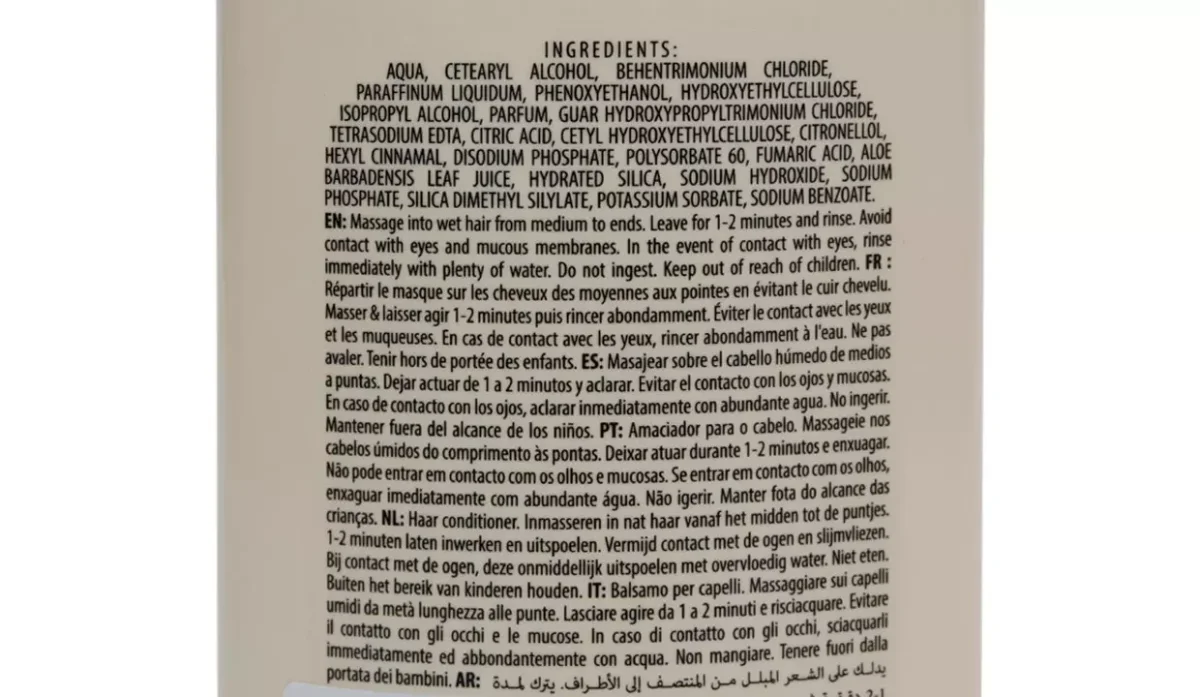 INGREDIENTS:
AQUA, CETEARYL ALCOHOL, BEHENTRIMONIUM CHLORIDE,
PARAFFINUM LIQUIDUM, PHENOXYETHANOL, HYDROXYETHYLCELLULOSE,
ISOPROPYL ALCOHOL, PARFUM, GUAR HYDROXYPROPYLTRIMONIUM CHLORIDE,
TETRASODIUM EDTA, CITRIC ACID, CETYL HYDROXYETHYLCELLULOSE, CITRONELLOL,
HEXYL CINNAMAL, DISODIUM PHOSPHATE, POLYSORBATE 60, FUMARIC ACID, ALOE
BARBADENSIS LEAF JUICE, HYDRATED SILICA, SODIUM HYDROXIDE, SODIUM
PHOSPHATE, SILICA DIMETHYL SILYLATE, POTASSIUM SORBATE, SODIUM BENZOATE.
EN: Massage into wet hair from medium to ends. Leave for 1-2 minutes and rinse. Avoid
contact with eyes and mucous membranes. In the event of contact with eyes, rinse
immediately with plenty of water. Do not ingest. Keep out of reach of children. FR :
Répartir le masque sur les cheveux des moyennes aux pointes en évitant le cuir chevelu.
Masser & laisser agir 1-2 minutes puis rincer abondamment. Éviter le contact avec les yeux
et les muqueuses. En cas de contact avec les yeux, rincer abondamment à l'eau. Ne pas
avaler. Tenir hors de portée des enfants. ES: Masajear sobre el cabello húmedo de medios
a puntas. Dejar actuar de 1 a 2 minutos y aclarar. Evitar el contacto con los ojos y mucosas.
En caso de contacto con los ojos, aclarar inmediatamente con abundante agua. No ingerir.
Mantener fuera del alcance de los niños. PT: Amaciador para o cabelo. Massageie nos
cabelos úmidos do comprimento às pontas. Deixar atuar durante 1-2 minutos e enxuagar.
Não pode entrar em contacto com os olhos e mucosas. Se entrar em contacto com os olhos,
enxaguar imediatamente com abundante água. Não igerir. Manter fota do alcance das
crianças. NL: Haar conditioner. Inmasseren in nat haar vanaf het midden tot de puntjes.
1-2 minuten laten inwerken en uitspoelen. Vermijd contact met de ogen en slijmvliezen.
Bij contact met de ogen, deze onmiddellijk uitspoelen met overvloedig water. Niet eten.
Buiten het bereik van kinderen houden. IT: Balsamo per capelli. Massaggiare sui capelli
umidi da metà lunghezza alle punte. Lasciare agire da 1 a 2 minuti e risciacquare. Evitare
il contatto con gli occhi e le mucose. In caso di contatto con gli occhi, sciacquarli
immediatamente ed abbondantemente con acqua. Non mangiare. Tenere fuori dalla
portata dei bambini. AR: يدلك على الشعر المبلل من المنتصف إلى الأطراف. يترك لمدة